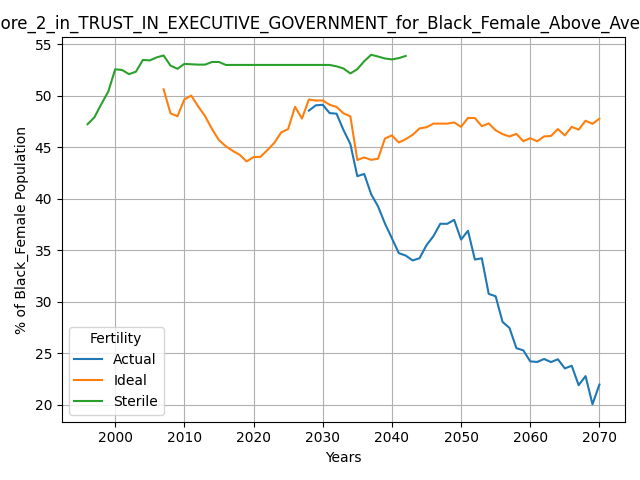 ore_2_in_TRUST_IN_EXECUTIVE_GOVERNMENT_for_Black_Female_Above_Ave
55
50
45
40
35
30
25
20
% of Black_Female Population
Fertility
Actual
Ideal
Sterile
2000
2010
2020
2030
2040
2050
2060
2070
Years